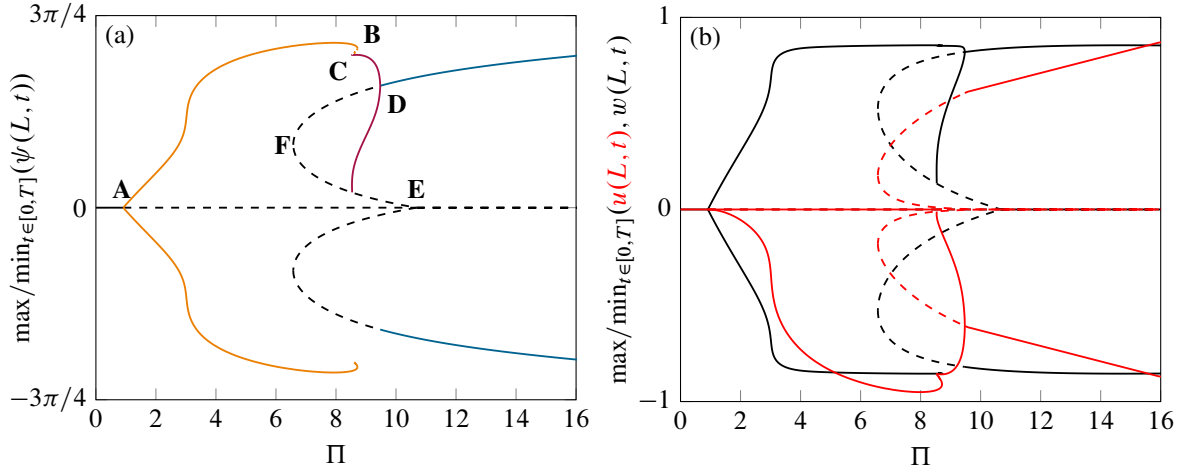 (a)
3π/4
0
−3π/4
max/min_{t∈[0,T]}(ψ(L, t))
A
B
C
D
E
F
0 2 4 6 8 10 12 14 16
Π
(b)
1
0
−1
max/min_{t∈[0,T]}(u(L, t), w(L, t)
0 2 4 6 8 10 12 14 16
Π